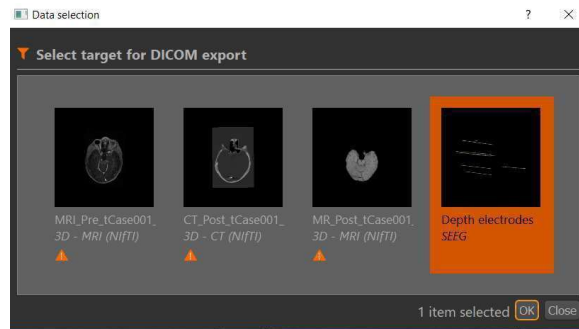 Data selection ? ×
Select target for DICOM export
MRI_Pre_tCase001_ CT_Post_tCase001_ MR_Post_tCase001_ Depth electrodes
3D - MRI (NIfTI) 3D - CT (NIfTI) 3D - MRI (NIfTI) SEEG
1 item selected OK Close